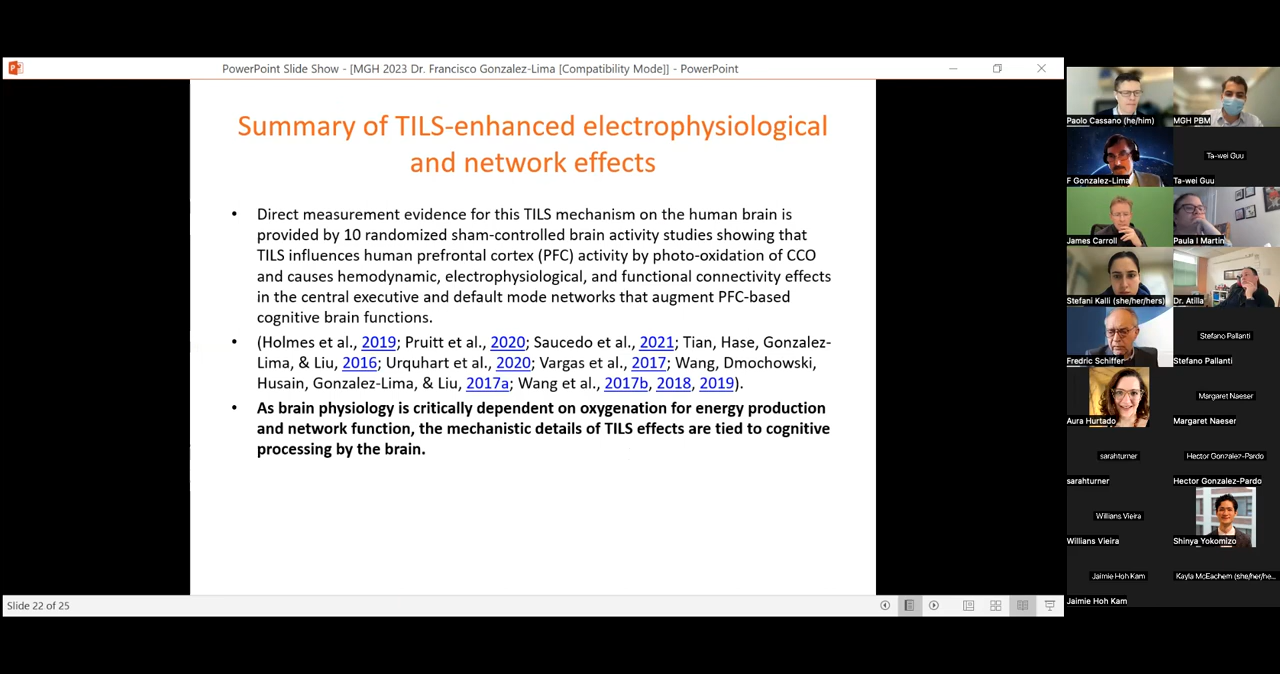 PowerPoint Slide Show - [MGH 2023 Dr. Francisco Gonzalez-Lima [Compatibility Mode]] - PowerPoint
Summary of TILS-enhanced electrophysiological
and network effects
• Direct measurement evidence for this TILS mechanism on the human brain is
provided by 10 randomized sham-controlled brain activity studies showing that
TILS influences human prefrontal cortex (PFC) activity by photo-oxidation of CCO
and causes hemodynamic, electrophysiological, and functional connectivity effects
in the central executive and default mode networks that augment PFC-based
cognitive brain functions.
• (Holmes et al., 2019; Pruitt et al., 2020; Saucedo et al., 2021; Tian, Hase, Gonzalez-
Lima, & Liu, 2016; Urquhart et al., 2020; Vargas et al., 2017; Wang, Dmochowski,
Husain, Gonzalez-Lima, & Liu, 2017a; Wang et al., 2017b, 2018, 2019).
• As brain physiology is critically dependent on oxygenation for energy production
and network function, the mechanistic details of TILS effects are tied to cognitive
processing by the brain.
Slide 22 of 25
Paolo Cassano (he/him)
MGH PBM
F Gonzalez-Lima
Ta-wei Guu
Ta-wei Guu
James Carroll
Paula I Martin
Stefani Kalli (she/her/hers)
Dr. Atilla
Stefano Pallanti
Fredric Schiffer
Stefano Pallanti
Margaret Naeser
Aura Hurtado
Margaret Naeser
sarahturner
Hector Gonzalez-Pardo
sarahturner
Hector Gonzalez-Pardo
Willians Vieira
Willians Vieira
Shinya Yokomizo
Jaimie Hoh Kam
Kayla McEachern (she/her/he...
Jaimie Hoh Kam